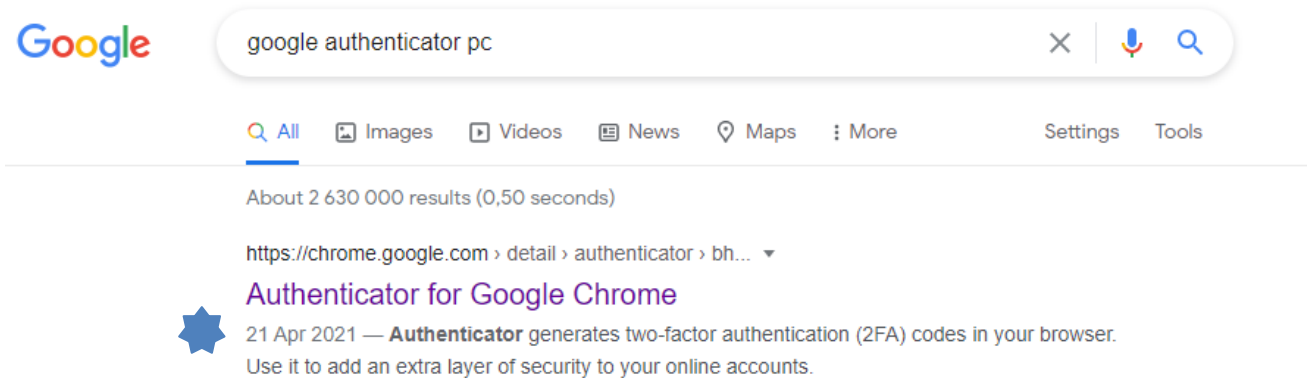 Google
google authenticator pc
All Images Videos News Maps More Settings Tools
About 2 630 000 results (0,50 seconds)
https://chrome.google.com › detail › authenticator › bh...
Authenticator for Google Chrome
21 Apr 2021 — Authenticator generates two-factor authentication (2FA) codes in your browser.
Use it to add an extra layer of security to your online accounts.